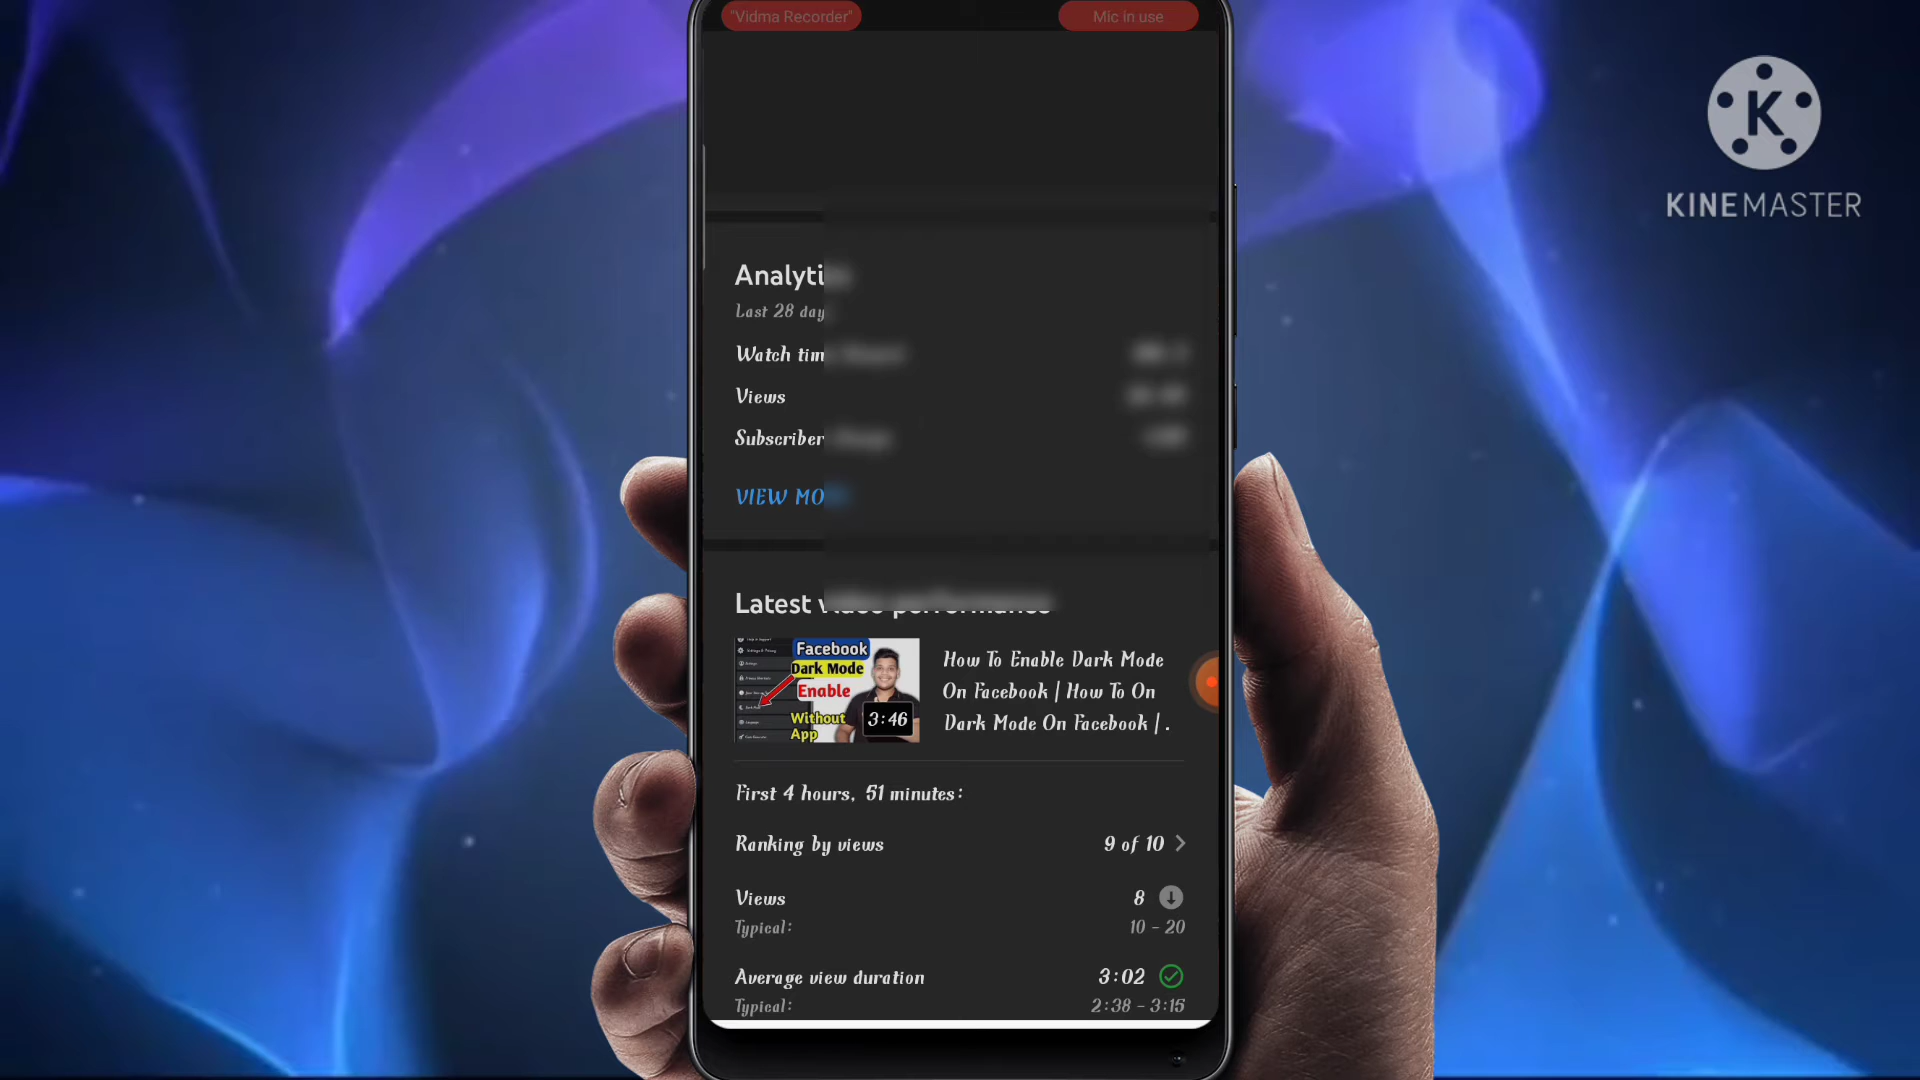 "Vidma Recorder"
Mic in use
KINEMASTER
Analyti
Last 28 day
Watch tim
Views
Subscriber
VIEW MO
Latest video performance
Facebook
Dark Mode
Enable
Without
App
3:46
How To Enable Dark Mode
On Facebook | How To On
Dark Mode On Facebook | .
First 4 hours, 51 minutes:
Ranking by views 9 of 10
Views 8
Typical: 10 – 20
Average view duration 3:02
Typical: 2:38 – 3:15